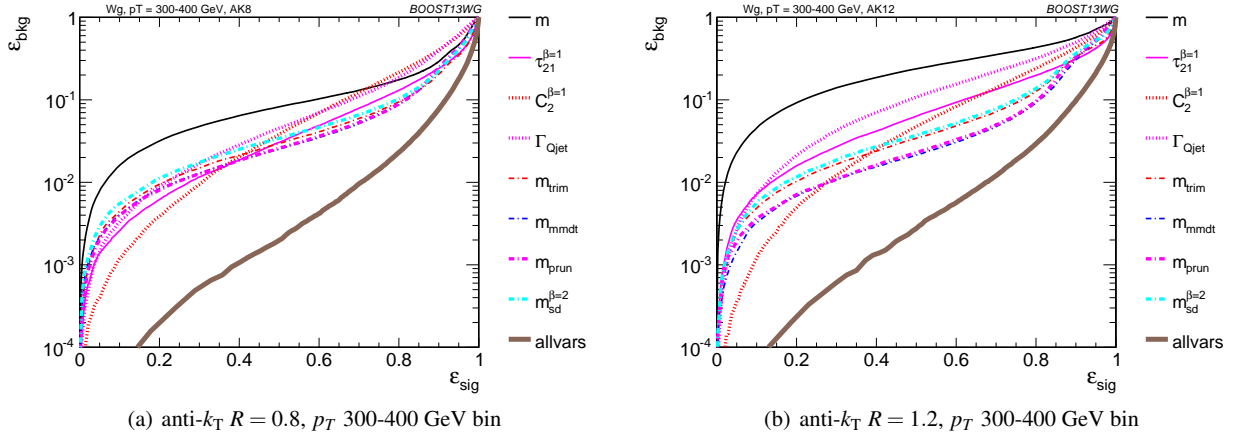 Wg, pT = 300-400 GeV, AK8
BOOST13WG
ε_bkg
1
10⁻¹
10⁻²
10⁻³
10⁻⁴
0
0.2
0.4
0.6
0.8
1
ε_sig
m
τ₂₁^{β=1}
C₂^{β=1}
Γ_Qjet
m_trim
m_mmdt
m_prun
m_sd^{β=2}
allvars
(a) anti-k_T R = 0.8, p_T 300-400 GeV bin
Wg, pT = 300-400 GeV, AK12
BOOST13WG
ε_bkg
1
10⁻¹
10⁻²
10⁻³
10⁻⁴
0
0.2
0.4
0.6
0.8
1
ε_sig
m
τ₂₁^{β=1}
C₂^{β=1}
Γ_Qjet
m_trim
m_mmdt
m_prun
m_sd^{β=2}
allvars
(b) anti-k_T R = 1.2, p_T 300-400 GeV bin